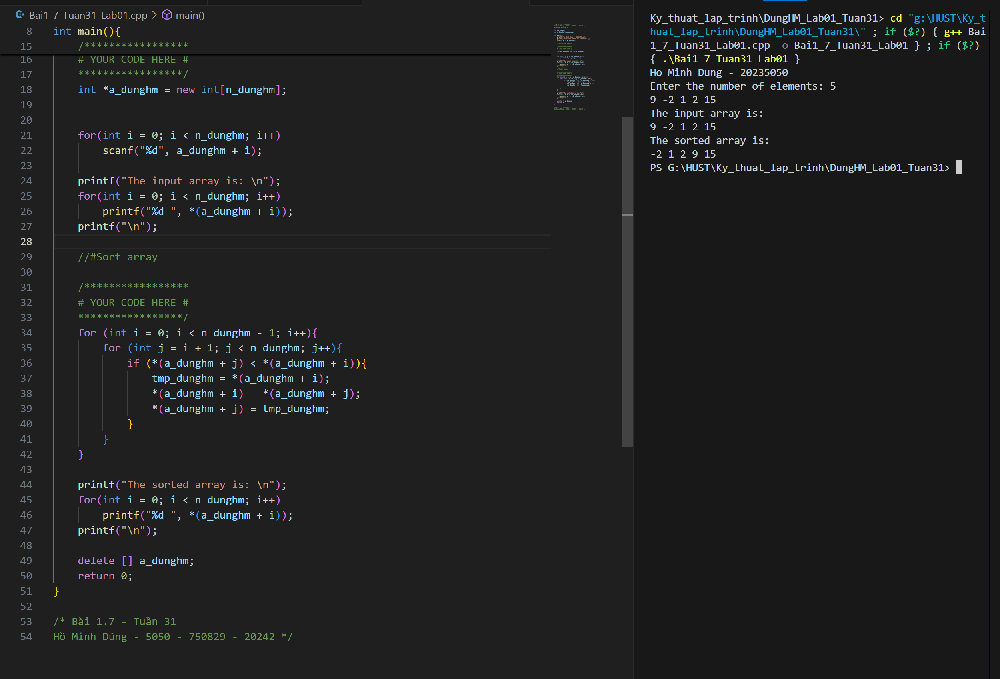 Bai1_7_Tuan31_Lab01.cpp > main()
8 int main(){
15 /*****************
16 # YOUR CODE HERE #
17 *****************/
18 int *a_dunghm = new int[n_dunghm];
19
20
21 for(int i = 0; i < n_dunghm; i++)
22 scanf("%d", a_dunghm + i);
23
24 printf("The input array is: \n");
25 for(int i = 0; i < n_dunghm; i++)
26 printf("%d ", *(a_dunghm + i));
27 printf("\n");
28
29 //#Sort array
30
31 /*****************
32 # YOUR CODE HERE #
33 *****************/
34 for (int i = 0; i < n_dunghm - 1; i++){
35 for (int j = i + 1; j < n_dunghm; j++){
36 if (*(a_dunghm + j) < *(a_dunghm + i)){
37 tmp_dunghm = *(a_dunghm + i);
38 *(a_dunghm + i) = *(a_dunghm + j);
39 *(a_dunghm + j) = tmp_dunghm;
40 }
41 }
42 }
43
44 printf("The sorted array is: \n");
45 for(int i = 0; i < n_dunghm; i++)
46 printf("%d ", *(a_dunghm + i));
47 printf("\n");
48
49 delete [] a_dunghm;
50 return 0;
51 }
52
53 /* Bài 1.7 - Tuần 31
54 Hồ Minh Dũng - 5050 - 750829 - 20242 */
Ky_thuat_lap_trinh\DungHM_Lab01_Tuan31> cd "g:\HUST\Ky_t
huat_lap_trinh\DungHM_Lab01_Tuan31\" ; if ($?) { g++ Bai
1_7_Tuan31_Lab01.cpp -o Bai1_7_Tuan31_Lab01 } ; if ($?)
{ .\Bai1_7_Tuan31_Lab01 }
Ho Minh Dung - 20235050
Enter the number of elements: 5
9 -2 1 2 15
The input array is:
9 -2 1 2 15
The sorted array is:
-2 1 2 9 15
PS G:\HUST\Ky_thuat_lap_trinh\DungHM_Lab01_Tuan31>